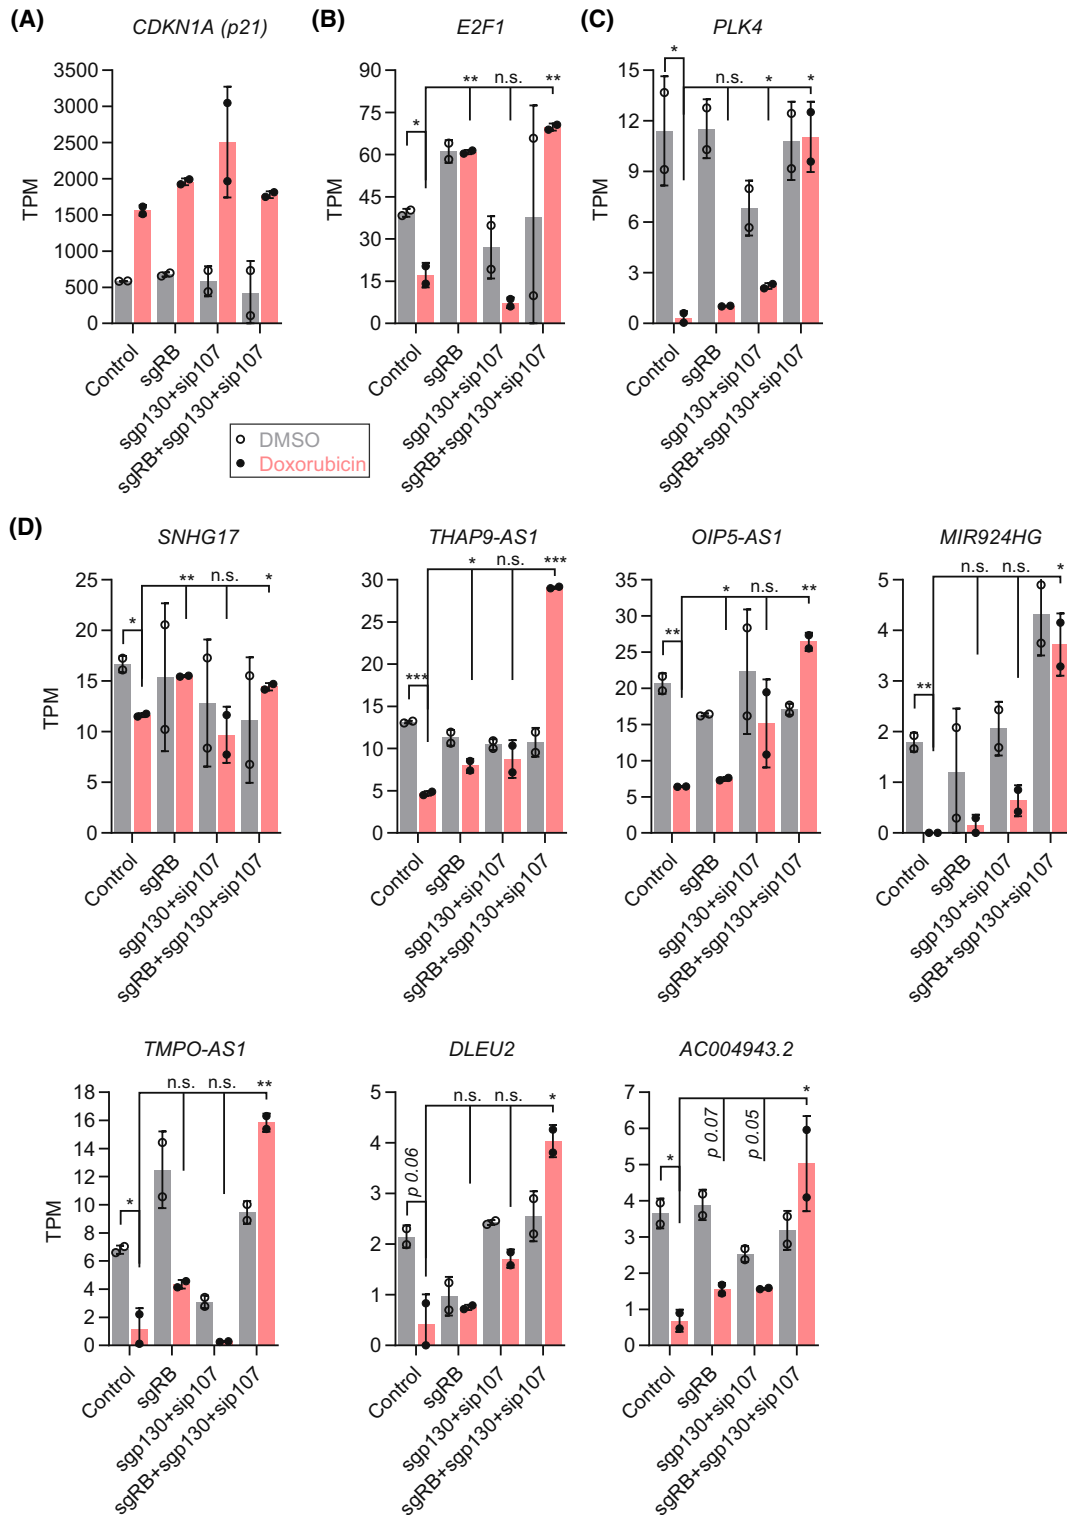 (A)
CDKN1A (p21)
3500
3000
2500
2000
1500
1000
500
0
TPM
Control
sgRB
sgp130+sip107
sgRB+sgp130+sip107
(B)
E2F1
90
75
60
45
30
15
0
TPM
*
**
n.s.
**
Control
sgRB
sgp130+sip107
sgRB+sgp130+sip107
(C)
PLK4
15
12
9
6
3
0
TPM
*
n.s.
*
*
Control
sgRB
sgp130+sip107
sgRB+sgp130+sip107
DMSO
Doxorubicin
(D)
SNHG17
25
20
15
10
5
0
TPM
*
**
n.s.
*
Control
sgRB
sgp130+sip107
sgRB+sgp130+sip107
THAP9-AS1
30
25
20
15
10
5
0
***
*
n.s.
***
Control
sgRB
sgp130+sip107
sgRB+sgp130+sip107
OIP5-AS1
35
30
25
20
15
10
5
0
**
*
n.s.
**
Control
sgRB
sgp130+sip107
sgRB+sgp130+sip107
MIR924HG
5
4
3
2
1
0
**
n.s.
n.s.
*
Control
sgRB
sgp130+sip107
sgRB+sgp130+sip107
TMPO-AS1
18
16
14
12
10
8
6
4
2
0
TPM
*
n.s.
n.s.
**
Control
sgRB
sgp130+sip107
sgRB+sgp130+sip107
DLEU2
5
4
3
2
1
0
p 0.06
n.s.
n.s.
*
Control
sgRB
sgp130+sip107
sgRB+sgp130+sip107
AC004943.2
7
6
5
4
3
2
1
0
*
p 0.07
p 0.05
*
Control
sgRB
sgp130+sip107
sgRB+sgp130+sip107